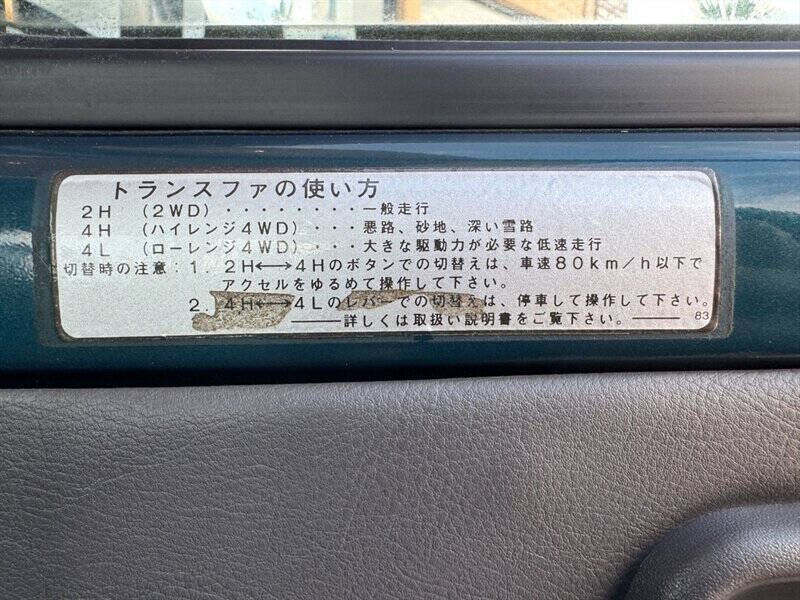 トランスファの使い方
2H (2WD)・・・・・・・・一般走行
4H (ハイレンジ4WD)・・・悪路、砂地、深い雪路
4L (ローレンジ4WD)・・・大きな駆動力が必要な低速走行
切替時の注意:1. 2H←→4Hのボタンでの切替えは、車速80km/h以下で
アクセルをゆるめて操作して下さい。
2. 4H←→4Lのレバーでの切替えは、停車して操作して下さい。
――詳しくは取扱い説明書をご覧下さい。―― 83